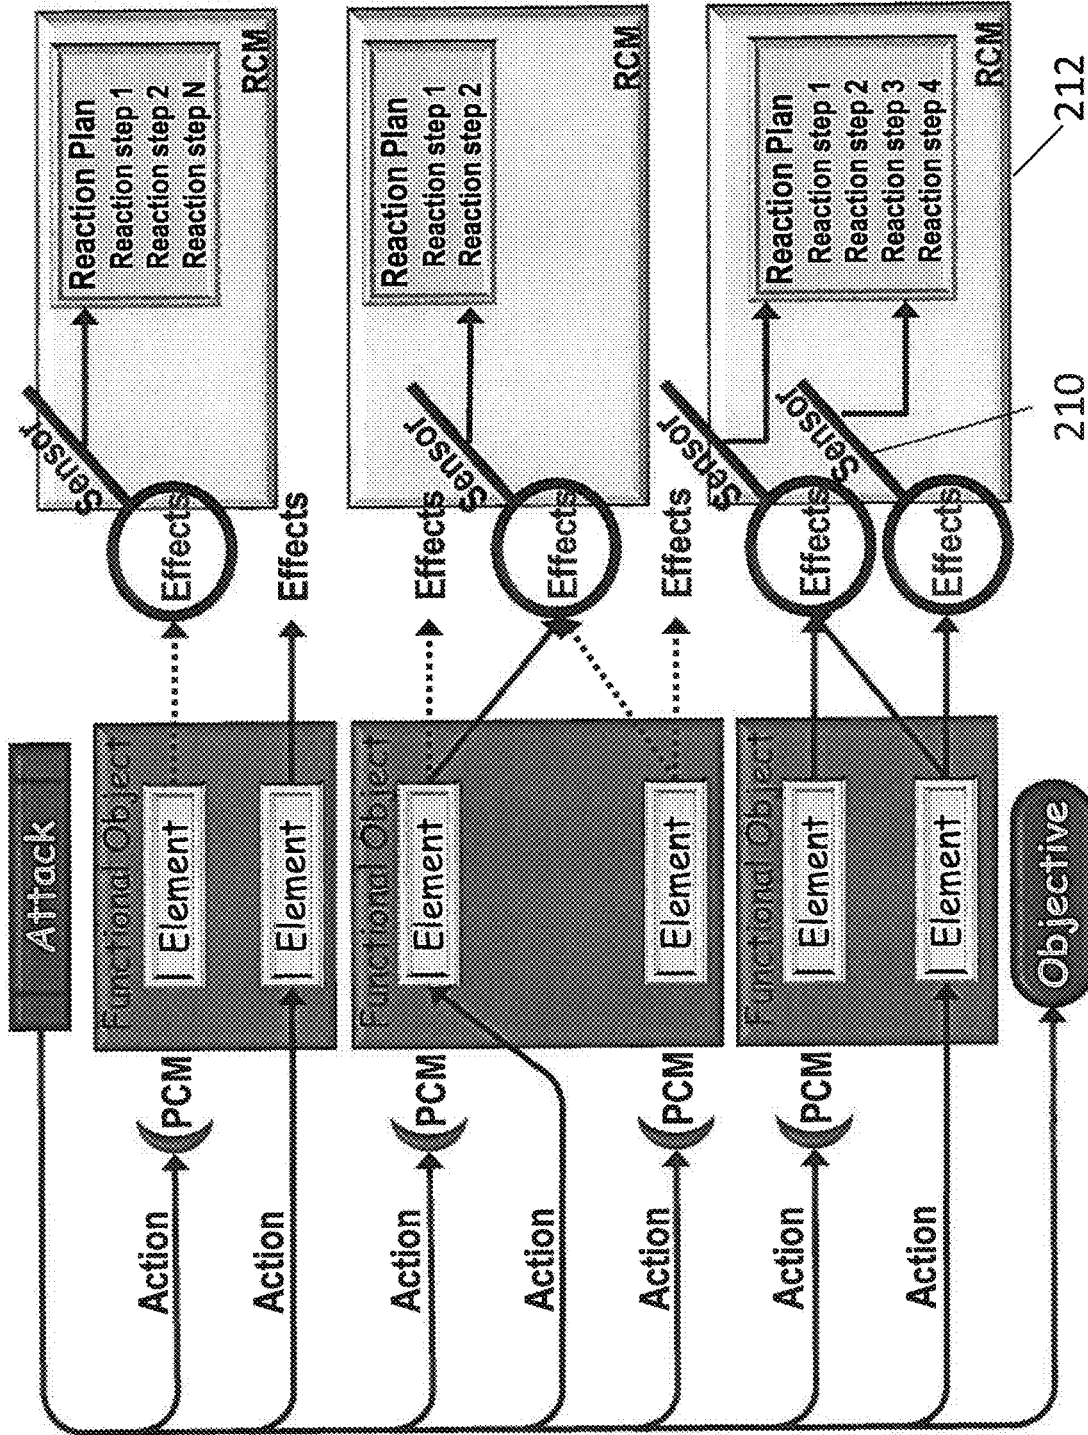 Attack
Action
(PCM
Functional Object
Element
Effects
Sensor
Reaction Plan
Reaction step 1
Reaction step 2
Reaction step N
RCM
Action
Element
Effects
Action
(PCM
Functional Object
Element
Effects
Sensor
Reaction Plan
Reaction step 1
Reaction step 2
RCM
Action
Effects
Action
(PCM
Element
Effects
Action
(PCM
Functional Object
Element
Effects
Sensor
Sensor
Reaction Plan
Reaction step 1
Reaction step 2
Reaction step 3
Reaction step 4
RCM
Action
Element
Effects
Objective
210
212